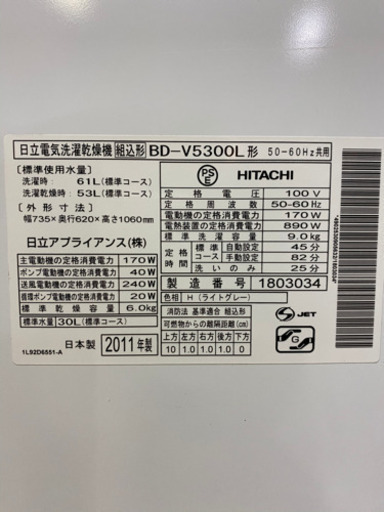 日立電気洗濯乾燥機 組込形 BD-V5300L形 50-60Hz共用
[標準使用水量]
洗濯時: 61L(標準コース)
洗濯乾燥時: 53L(標準コース)
[外形寸法]
幅735×奥行620×高さ1060mm
日立アプライアンス(株)
主電動機の定格消費電力 170W
ポンプ電動機の定格消費電力 40W
送風電動機の定格消費電力 240W
循環ポンプ電動機の定格消費電力 20W
標準乾燥容量 6.0kg
標準水量30L(標準コース)
1L92D6551-A
日本製 2011年製
PS
E
HITACHI
定格電圧 100V
定格周波数 50-60Hz
電動機の定格消費電力 170W
電熱装置の定格消費電力 890W
標準洗濯容量 9.0kg
標準 自動設定 45分
コース 手動設定 82分
洗いのみ 25分
製造番号 1803034
色相 H(ライトグレー)
消防法 基準適合 組込形
可燃物からの離隔距離(cm)
上方 左方 右方 前方 後方 下方
10 1.0 1.0 0 1.0 0
S JET
G